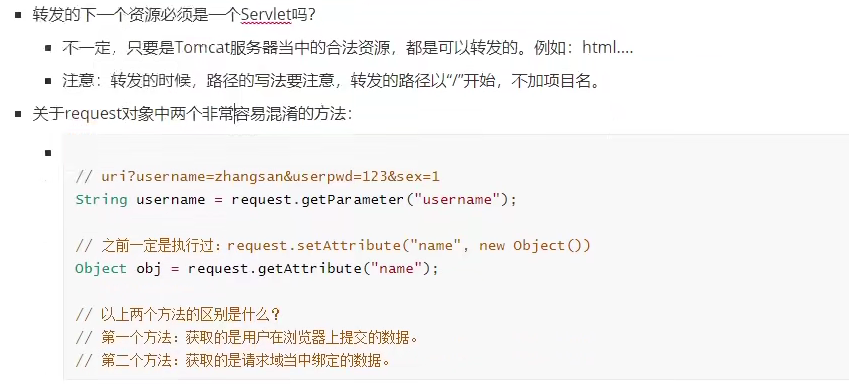 转发的下一个资源必须是一个Servlet吗？
不一定，只要是Tomcat服务器当中的合法资源，都是可以转发的。例如：html....
注意：转发的时候，路径的写法要注意，转发的路径以“/”开始，不加项目名。
关于request对象中两个非常容易混淆的方法：
// uri?username=zhangsan&userpwd=123&sex=1
String username = request.getParameter("username");
// 之前一定是执行过：request.setAttribute("name", new Object())
Object obj = request.getAttribute("name");
// 以上两个方法的区别是什么？
// 第一个方法：获取的是用户在浏览器上提交的数据。
// 第二个方法：获取的是请求域当中绑定的数据。